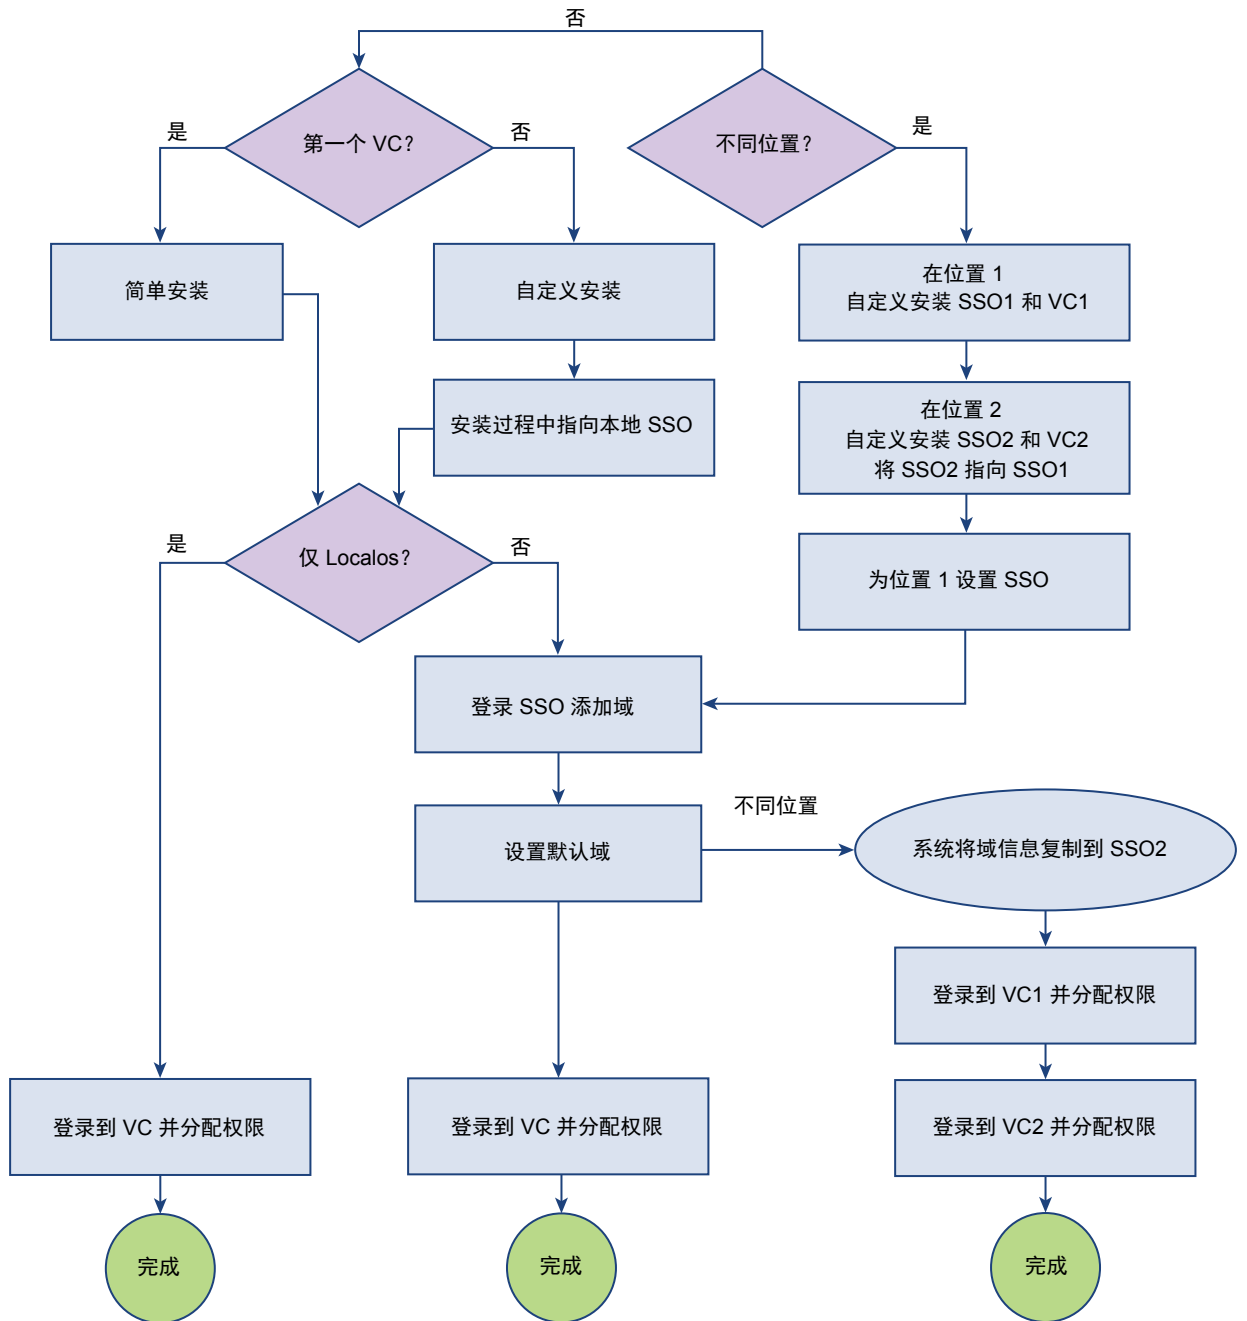 否
第一个 VC？
是
否
不同位置？
是
简单安装
自定义安装
在位置 1
自定义安装 SSO1 和 VC1
安装过程中指向本地 SSO
在位置 2
自定义安装 SSO2 和 VC2
将 SSO2 指向 SSO1
仅 Localos？
是
否
为位置 1 设置 SSO
登录 SSO 添加域
设置默认域
不同位置
系统将域信息复制到 SSO2
登录到 VC1 并分配权限
登录到 VC 并分配权限
登录到 VC 并分配权限
登录到 VC2 并分配权限
完成
完成
完成